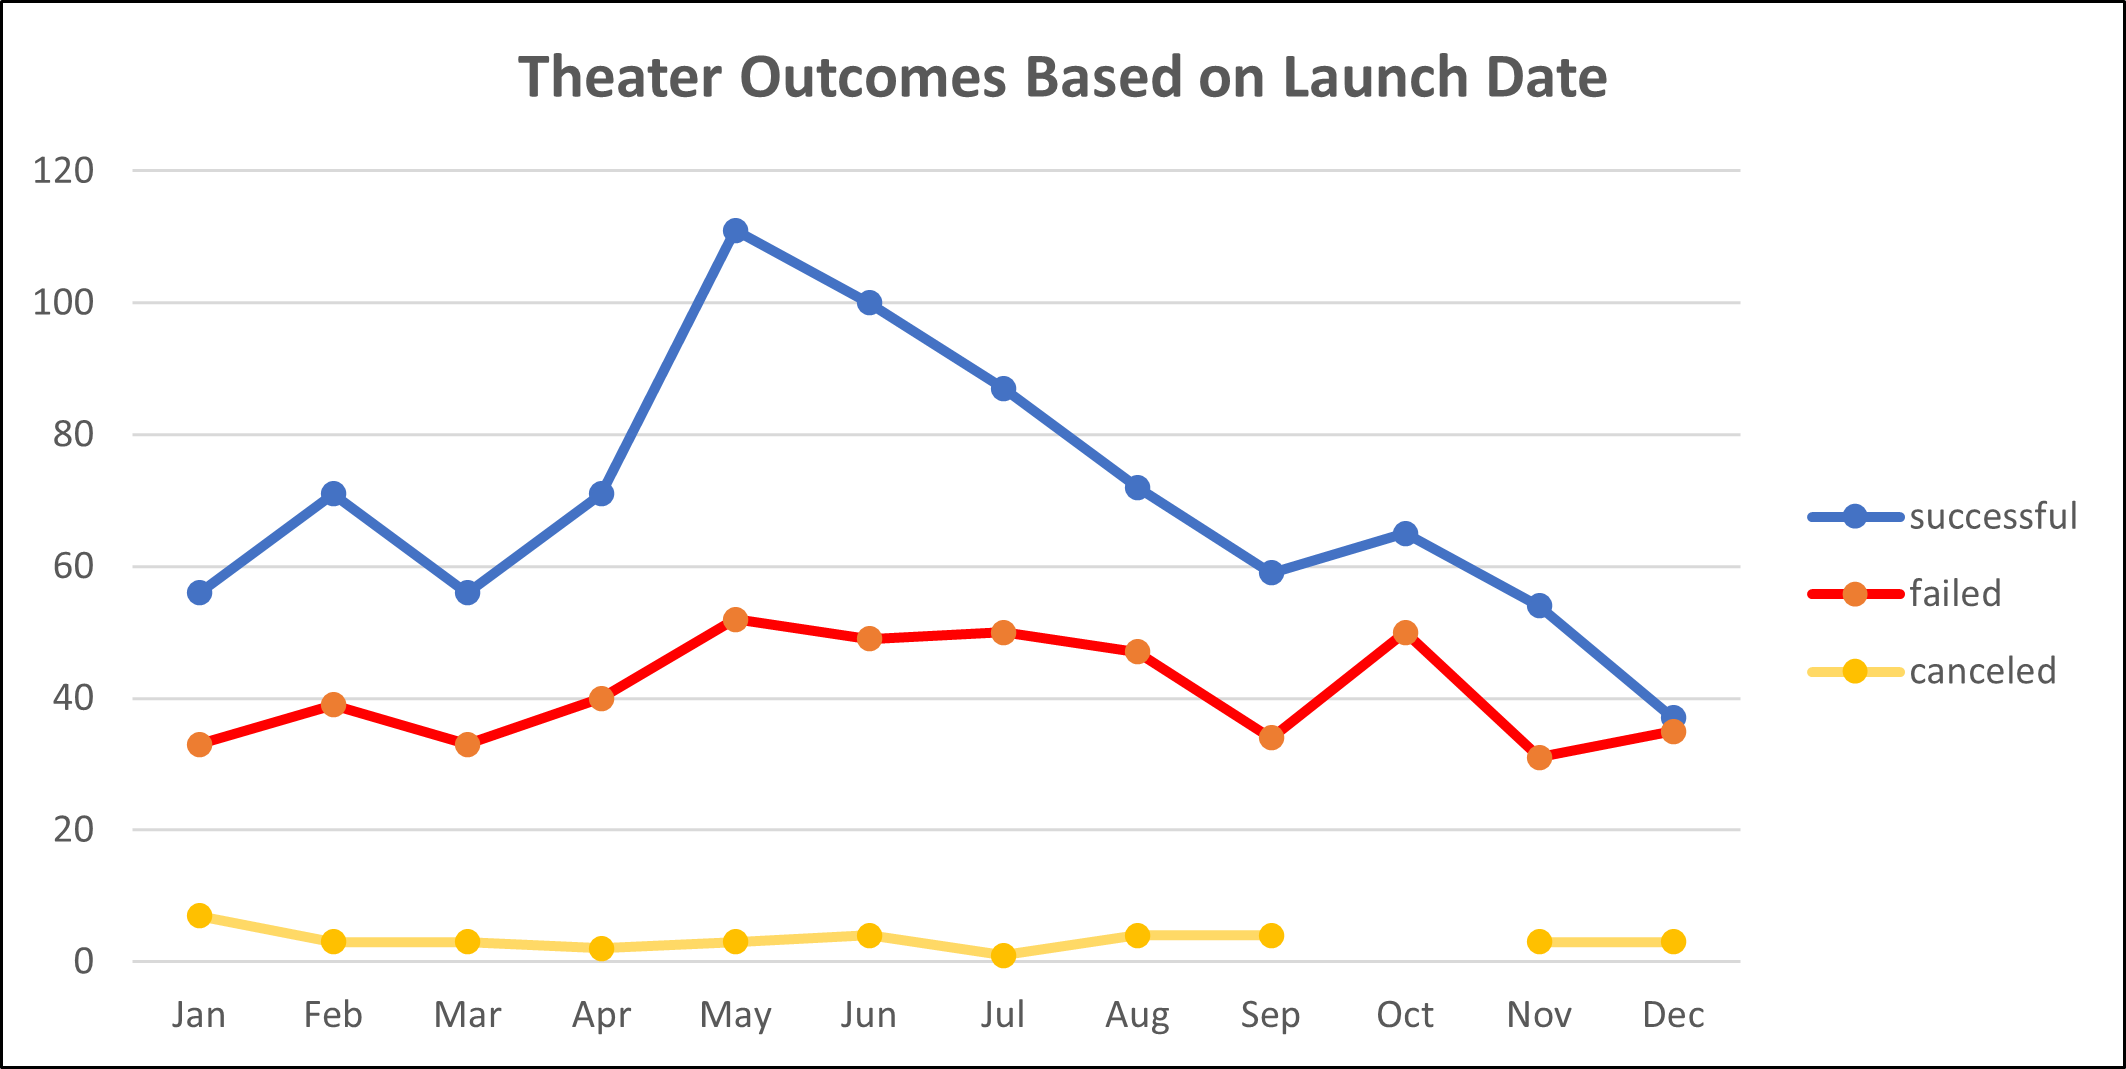 Theater Outcomes Based on Launch Date
120
100
80
60
40
20
0
Jan Feb Mar Apr May Jun Jul Aug Sep Oct Nov Dec
successful
failed
canceled